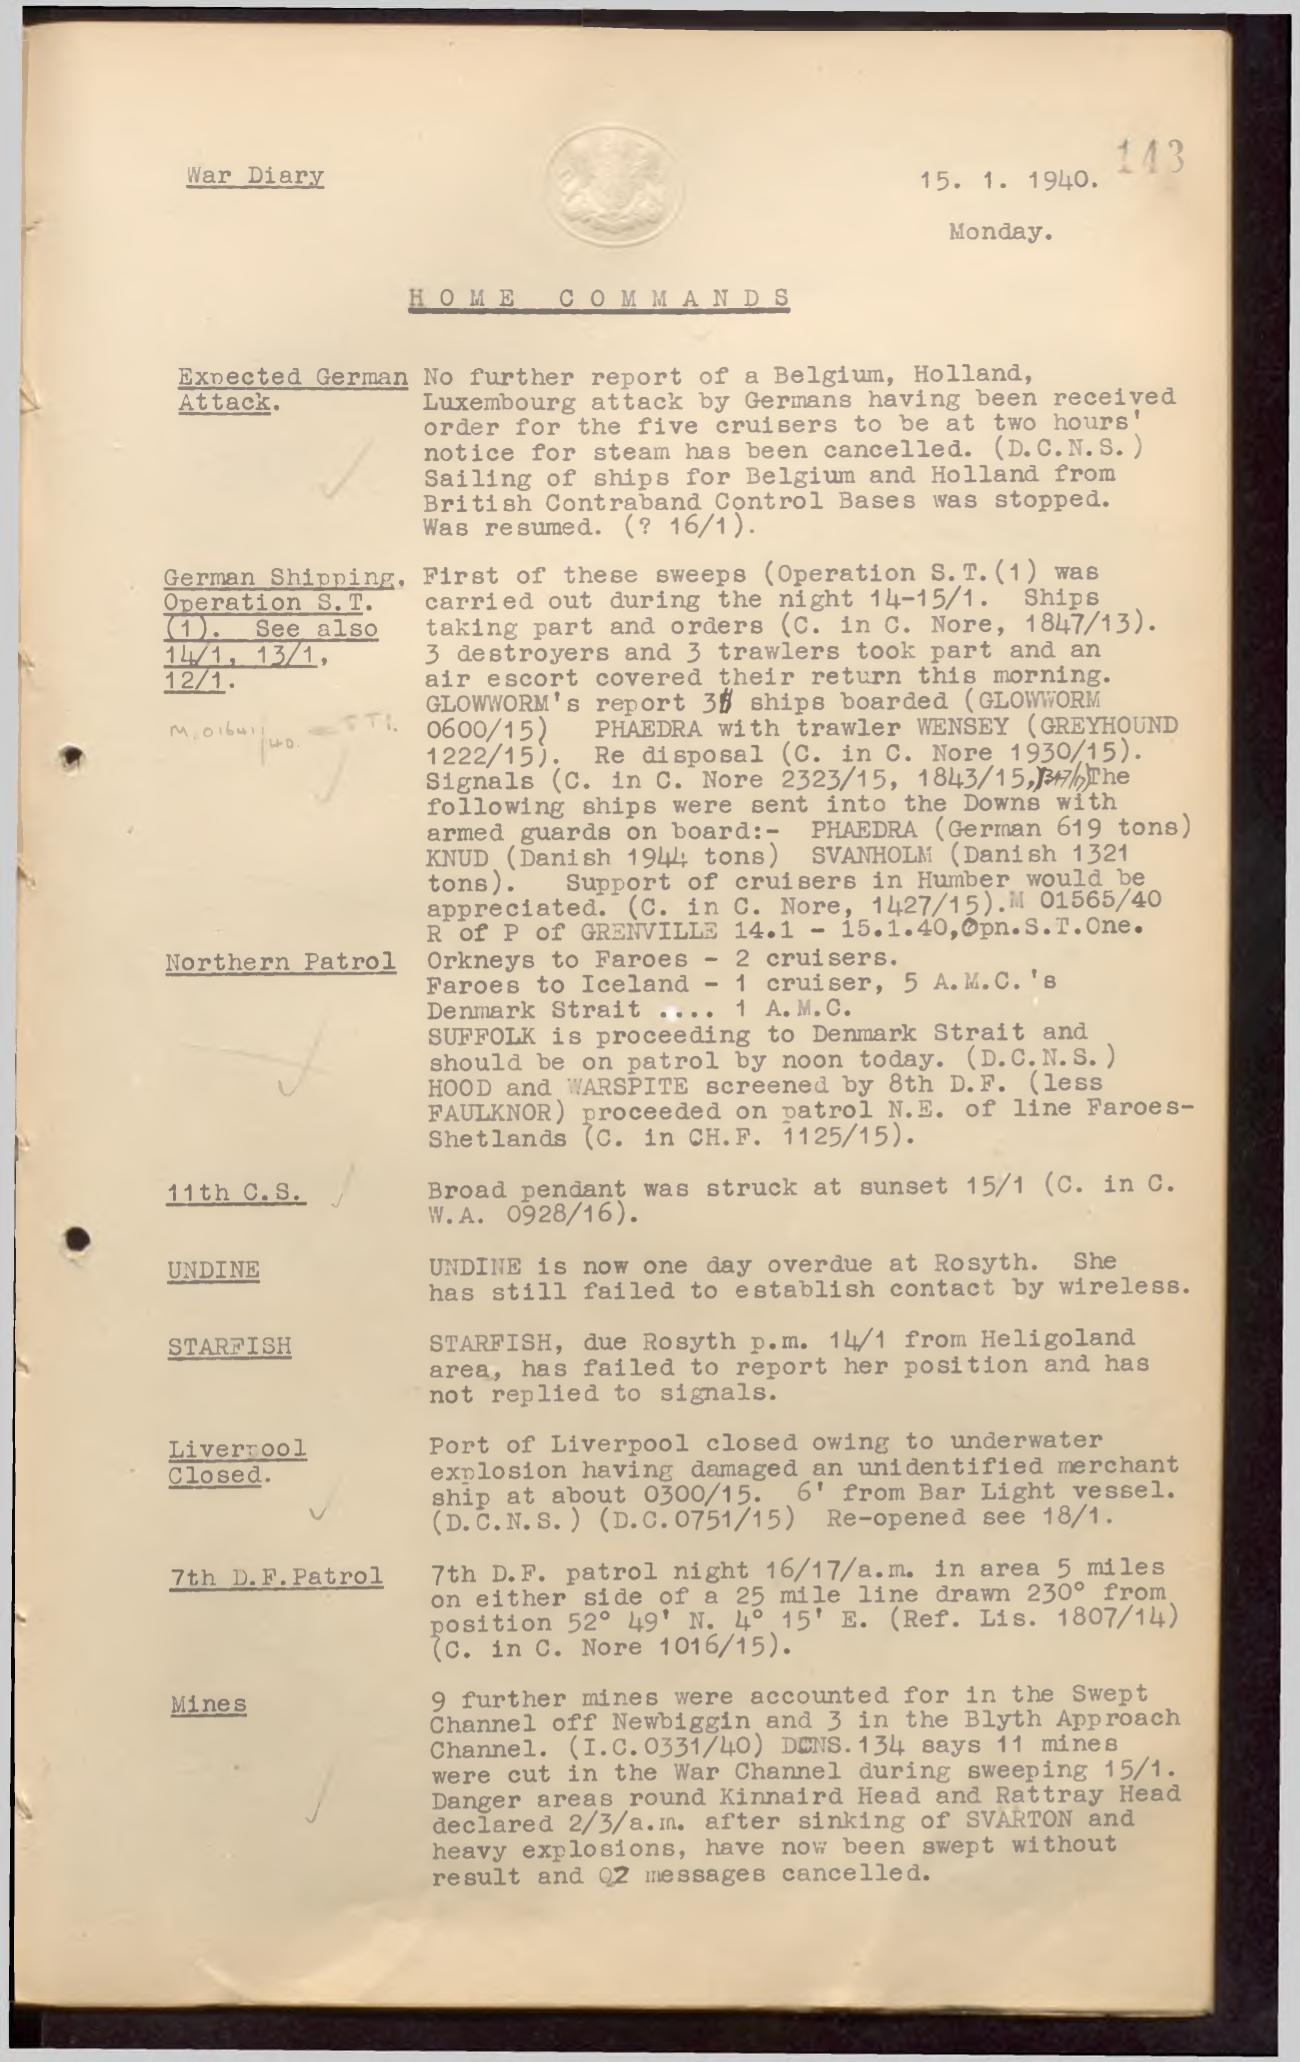 War Diary
15. 1. 1940.
143
Monday.
HOME COMMANDS
Expected German
Attack.
No further report of a Belgium, Holland,
Luxembourg attack by Germans having been received
order for the five cruisers to be at two hours'
notice for steam has been cancelled. (D.C.N.S.)
Sailing of ships for Belgium and Holland from
British Contraband Control Bases was stopped.
Was resumed. (? 16/1).
German Shipping,
Operation S.T.
(1). See also
14/1, 13/1,
12/1.
M.01641/40. = ST1.
First of these sweeps (Operation S.T.(1) was
carried out during the night 14-15/1. Ships
taking part and orders (C. in C. Nore, 1847/13).
3 destroyers and 3 trawlers took part and an
air escort covered their return this morning.
GLOWWORM's report 3 ships boarded (GLOWWORM
0600/15) PHAEDRA with trawler WENSEY (GREYHOUND
1222/15). Re disposal (C. in C. Nore 1930/15).
Signals (C. in C. Nore 2323/15, 1843/15, The
following ships were sent into the Downs with
armed guards on board:- PHAEDRA (German 619 tons)
KNUD (Danish 1944 tons) SVANHOLM (Danish 1321
tons). Support of cruisers in Humber would be
appreciated. (C. in C. Nore, 1427/15). M 01565/40
R of P of GRENVILLE 14.1 - 15.1.40, Opn.S.T.One.
Northern Patrol
Orkneys to Faroes - 2 cruisers.
Faroes to Iceland - 1 cruiser, 5 A.M.C.'s
Denmark Strait .... 1 A.M.C.
SUFFOLK is proceeding to Denmark Strait and
should be on patrol by noon today. (D.C.N.S.)
HOOD and WARSPITE screened by 8th D.F. (less
FAULKNOR) proceeded on patrol N.E. of line Faroes-
Shetlands (C. in CH.F. 1125/15).
11th C.S.
Broad pendant was struck at sunset 15/1 (C. in C.
W.A. 0928/16).
UNDINE
UNDINE is now one day overdue at Rosyth. She
has still failed to establish contact by wireless.
STARFISH
STARFISH, due Rosyth p.m. 14/1 from Heligoland
area, has failed to report her position and has
not replied to signals.
Liverpool
Closed.
Port of Liverpool closed owing to underwater
explosion having damaged an unidentified merchant
ship at about 0300/15. 6' from Bar Light vessel.
(D.C.N.S.) (D.C.0751/15) Re-opened see 18/1.
7th D.F.Patrol
7th D.F. patrol night 16/17/a.m. in area 5 miles
on either side of a 25 mile line drawn 230° from
position 52° 49' N. 4° 15' E. (Ref. Lis. 1807/14)
(C. in C. Nore 1016/15).
Mines
9 further mines were accounted for in the Swept
Channel off Newbiggin and 3 in the Blyth Approach
Channel. (I.C.0331/40) DCNS.134 says 11 mines
were cut in the War Channel during sweeping 15/1.
Danger areas round Kinnaird Head and Rattray Head
declared 2/3/a.m. after sinking of SVARTON and
heavy explosions, have now been swept without
result and Q2 messages cancelled.